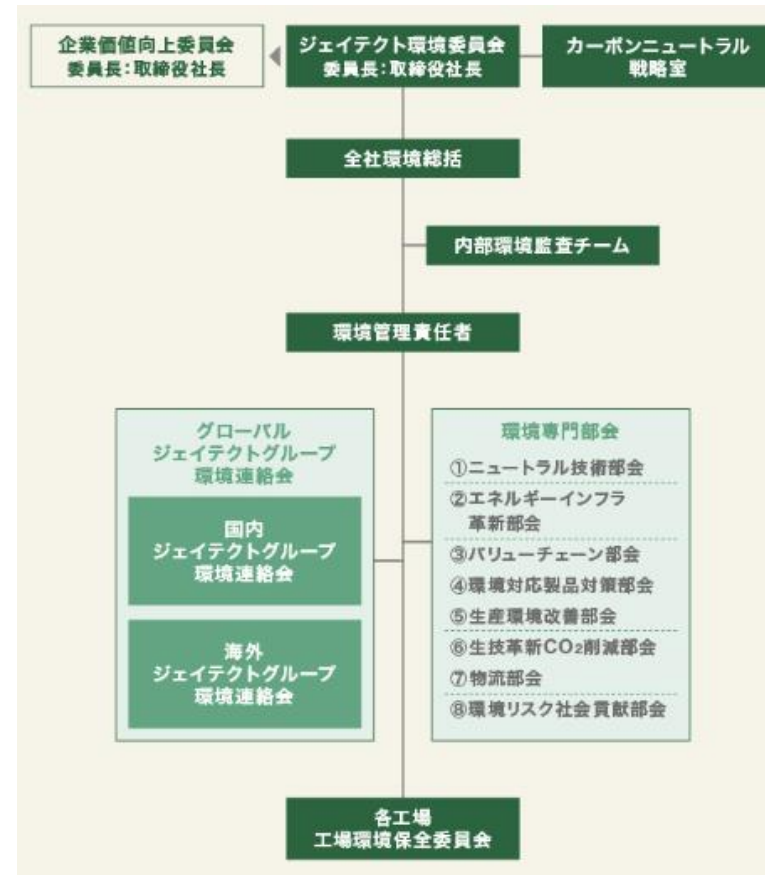 企業価値向上委員会
委員長：取締役社長
ジェイテクト環境委員会
委員長：取締役社長
カーボンニュートラル
戦略室
全社環境総括
内部環境監査チーム
環境管理責任者
グローバル
ジェイテクトグループ
環境連絡会
国内
ジェイテクトグループ
環境連絡会
海外
ジェイテクトグループ
環境連絡会
環境専門部会
①ニュートラル技術部会
②エネルギーインフラ
革新部会
③バリューチェーン部会
④環境対応製品対策部会
⑤生産環境改善部会
⑥生技革新CO₂削減部会
⑦物流部会
⑧環境リスク社会貢献部会
各工場
工場環境保全委員会